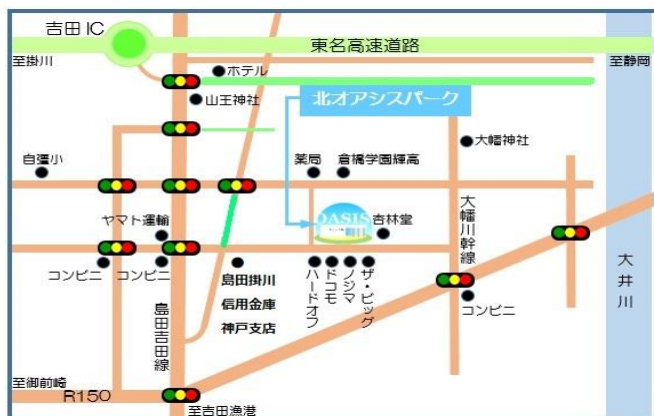 吉田IC
東名高速道路
至掛川
至静岡
ホテル
北オアシスパーク
山王神社
大幡神社
自彊小
薬局
倉橋学園輝高
ヤマト運輸
OASIS
杏林堂
大幡川幹線
大井川
コンビニ
コンビニ
島田掛川
信用金庫
神戸支店
ハードオフ
ドコモ
ノジマ
ザ・ビッグ
コンビニ
島田吉田線
至御前崎
R150
至吉田漁港